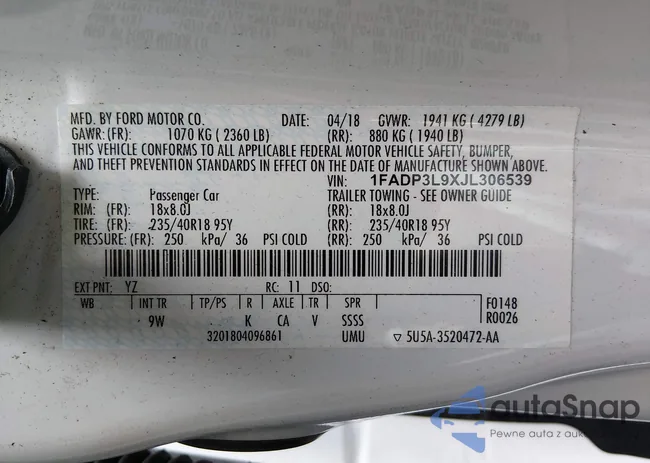 MFD. BY FORD MOTOR CO. DATE: 04/18 GVWR: 1941 KG ( 4279 LB)
GAWR: (FR): 1070 KG ( 2360 LB) (RR): 880 KG ( 1940 LB)
THIS VEHICLE CONFORMS TO ALL APPLICABLE FEDERAL MOTOR VEHICLE SAFETY, BUMPER,
AND THEFT PREVENTION STANDARDS IN EFFECT ON THE DATE OF MANUFACTURE SHOWN ABOVE.
VIN: 1FADP3L9XJL306539
TYPE: Passenger Car TRAILER TOWING - SEE OWNER GUIDE
RIM: (FR): 18x8.0J (RR): 18x8.0J
TIRE: (FR): 235/40R18 95Y (RR): 235/40R18 95Y
PRESSURE: (FR): 250 kPa/ 36 PSI COLD (RR): 250 kPa/ 36 PSI COLD
EXT PNT: YZ RC: 11 DSO:
WB INT TR TP/PS R AXLE TR SPR F0148
9W K CA V SSSS R0026
3201804096861 UMU ▽ 5U5A-3520472-AA
autoSnap
Pewne auta z aukcji